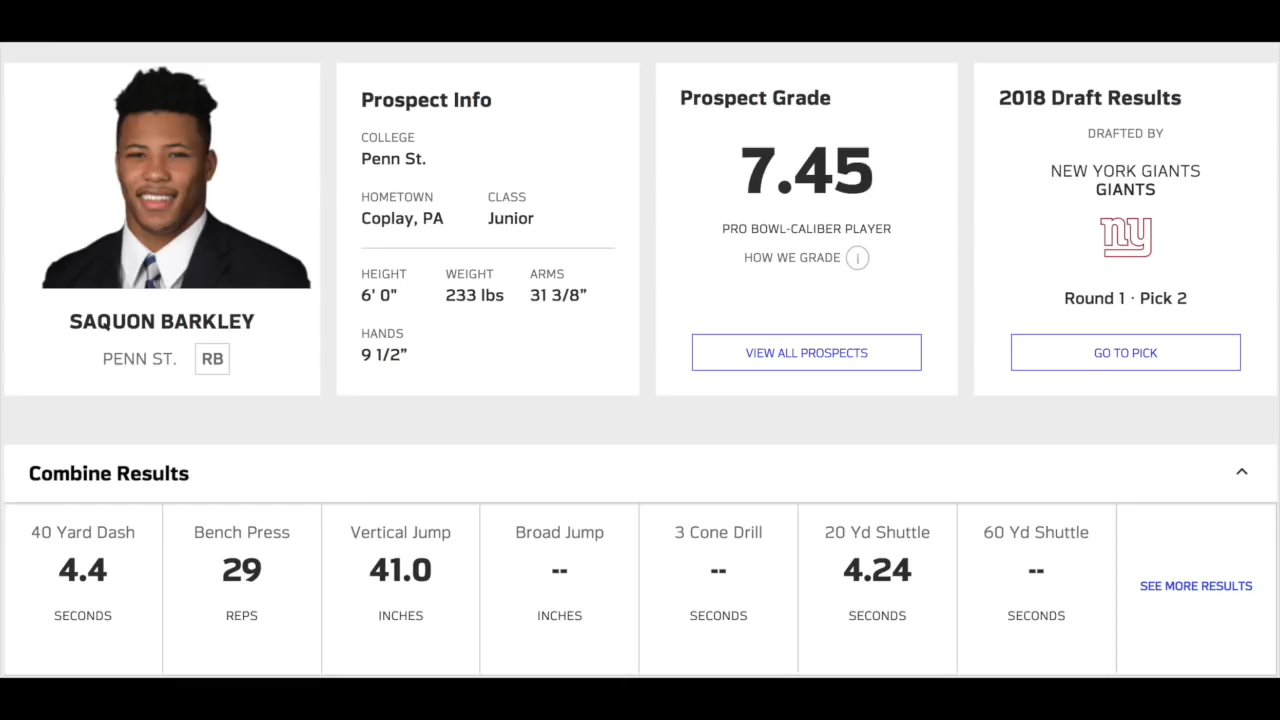 SAQUON BARKLEY
PENN ST. RB
Prospect Info
COLLEGE
Penn St.
HOMETOWN CLASS
Coplay, PA Junior
HEIGHT WEIGHT ARMS
6' 0" 233 lbs 31 3/8”
HANDS
9 1/2”
Prospect Grade
7.45
PRO BOWL-CALIBER PLAYER
HOW WE GRADE i
VIEW ALL PROSPECTS
2018 Draft Results
DRAFTED BY
NEW YORK GIANTS
GIANTS
ny
Round 1 · Pick 2
GO TO PICK
Combine Results
40 Yard Dash Bench Press Vertical Jump Broad Jump 3 Cone Drill 20 Yd Shuttle 60 Yd Shuttle
4.4 29 41.0 -- -- 4.24 --
SECONDS REPS INCHES INCHES SECONDS SECONDS SECONDS
SEE MORE RESULTS